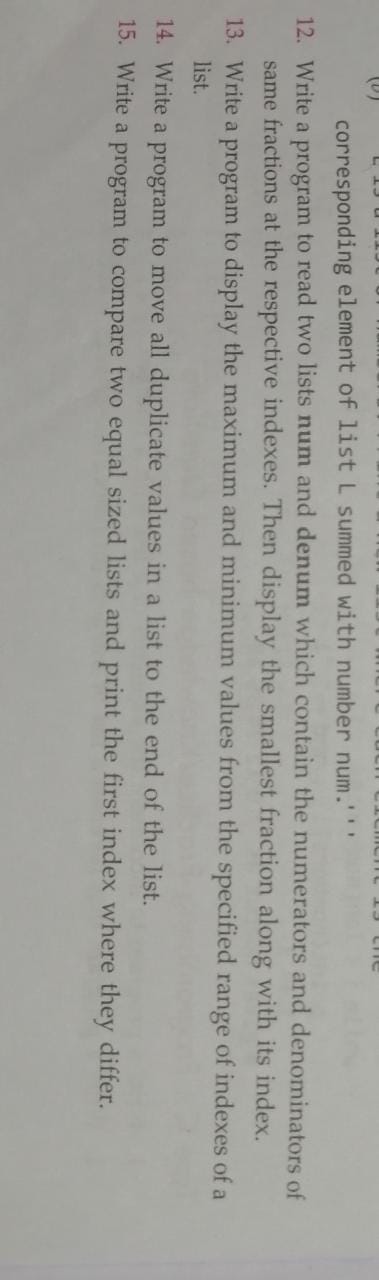 corresponding element of list L summed with number num.'''
12. Write a program to read two lists num and denum which contain the numerators and denominators of
same fractions at the respective indexes. Then display the smallest fraction along with its index.
13. Write a program to display the maximum and minimum values from the specified range of indexes of a
list.
14. Write a program to move all duplicate values in a list to the end of the list.
15. Write a program to compare two equal sized lists and print the first index where they differ.